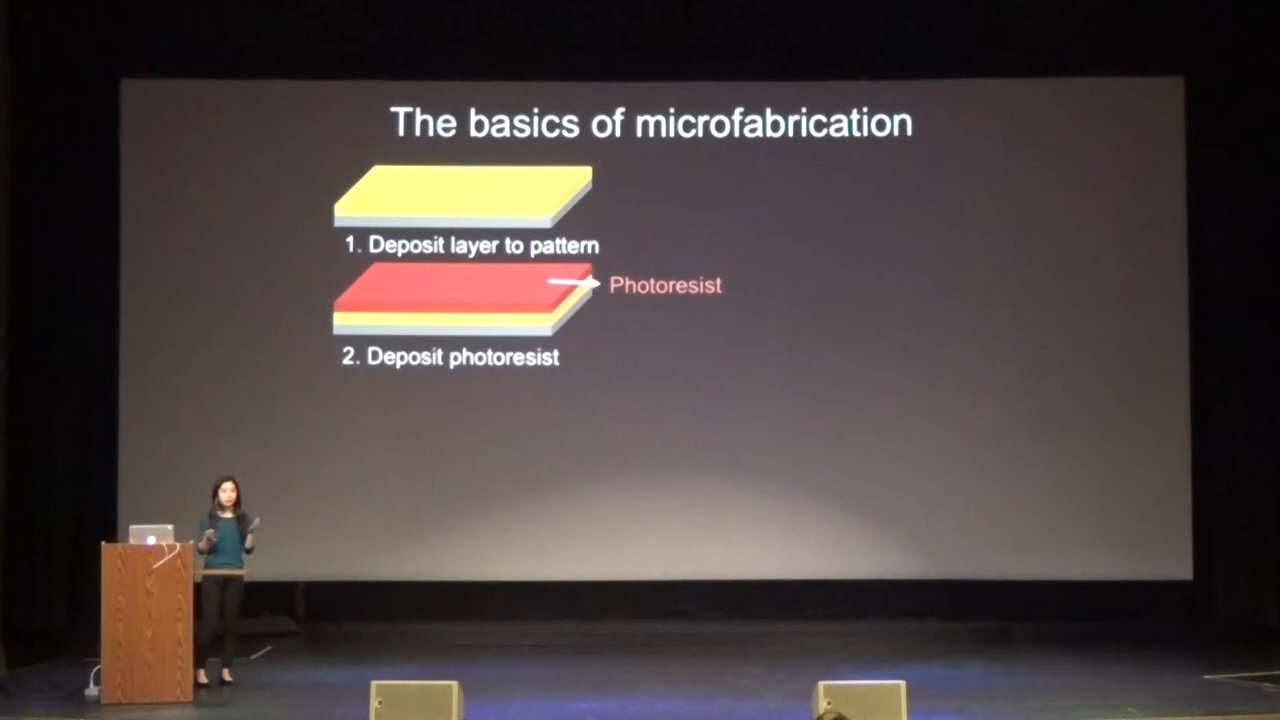 The basics of microfabrication
1. Deposit layer to pattern
Photoresist
2. Deposit photoresist